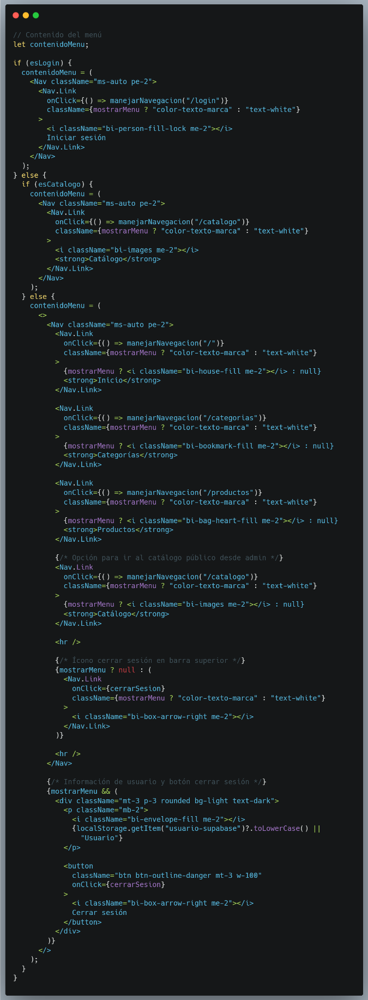 // Contenido del menú
let contenidoMenu;

if (esLogin) {
  contenidoMenu = (
    <Nav className="ms-auto pe-2">
      <Nav.Link
        onClick={() => manejarNavegacion("/login")}
        className={mostrarMenu ? "color-texto-marca" : "text-white"}
      >
        <i className="bi-person-fill-lock me-2"></i>
        Iniciar sesión
      </Nav.Link>
    </Nav>
  );
} else {
  if (esCatalogo) {
    contenidoMenu = (
      <Nav className="ms-auto pe-2">
        <Nav.Link
          onClick={() => manejarNavegacion("/catalogo")}
          className={mostrarMenu ? "color-texto-marca" : "text-white"}
        >
          <i className="bi-images me-2"></i>
          <strong>Catálogo</strong>
        </Nav.Link>
      </Nav>
    );
  } else {
    contenidoMenu = (
      <>
        <Nav className="ms-auto pe-2">
          <Nav.Link
            onClick={() => manejarNavegacion("/")}
            className={mostrarMenu ? "color-texto-marca" : "text-white"}
          >
            {mostrarMenu ? <i className="bi-house-fill me-2"></i> : null}
            <strong>Inicio</strong>
          </Nav.Link>

          <Nav.Link
            onClick={() => manejarNavegacion("/categorias")}
            className={mostrarMenu ? "color-texto-marca" : "text-white"}
          >
            {mostrarMenu ? <i className="bi-bookmark-fill me-2"></i> : null}
            <strong>Categorías</strong>
          </Nav.Link>

          <Nav.Link
            onClick={() => manejarNavegacion("/productos")}
            className={mostrarMenu ? "color-texto-marca" : "text-white"}
          >
            {mostrarMenu ? <i className="bi-bag-heart-fill me-2"></i> : null}
            <strong>Productos</strong>
          </Nav.Link>

          {/* Opción para ir al catálogo público desde admin */}
          <Nav.Link
            onClick={() => manejarNavegacion("/catalogo")}
            className={mostrarMenu ? "color-texto-marca" : "text-white"}
          >
            {mostrarMenu ? <i className="bi-images me-2"></i> : null}
            <strong>Catálogo</strong>
          </Nav.Link>

          <hr />

          {/* Ícono cerrar sesión en barra superior */}
          {mostrarMenu ? null : (
            <Nav.Link
              onClick={cerrarSesion}
              className={mostrarMenu ? "color-texto-marca" : "text-white"}
            >
              <i className="bi-box-arrow-right me-2"></i>
            </Nav.Link>
          )}

          <hr />
        </Nav>

        {/* Información de usuario y botón cerrar sesión */}
        {mostrarMenu && (
          <div className="mt-3 p-3 rounded bg-light text-dark">
            <p className="mb-2">
              <i className="bi-envelope-fill me-2"></i>
              {localStorage.getItem("usuario-supabase")?.toLowerCase() ||
                "Usuario"}
            </p>

            <button
              className="btn btn-outline-danger mt-3 w-100"
              onClick={cerrarSesion}
            >
              <i className="bi-box-arrow-right me-2"></i>
              Cerrar sesión
            </button>
          </div>
        )}
      </>
    );
  }
}